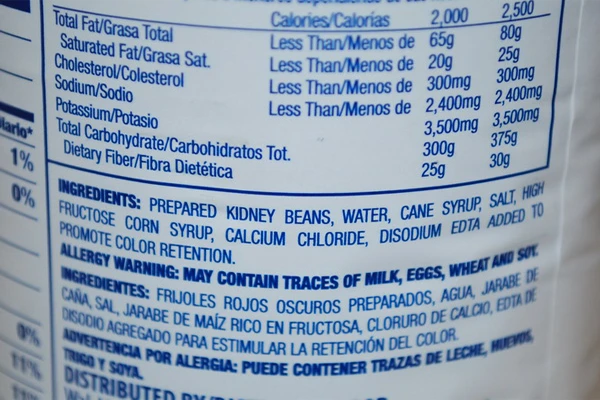 Calories/Calorías 2,000 2,500
Total Fat/Grasa Total Less Than/Menos de 65g 80g
Saturated Fat/Grasa Sat. Less Than/Menos de 20g 25g
Cholesterol/Colesterol Less Than/Menos de 300mg 300mg
Sodium/Sodio Less Than/Menos de 2,400mg 2,400mg
Potassium/Potasio 3,500mg 3,500mg
Total Carbohydrate/Carbohidratos Tot. 300g 375g
Dietary Fiber/Fibra Dietética 25g 30g
1%
0%
0%
11%
INGREDIENTS: PREPARED KIDNEY BEANS, WATER, CANE SYRUP, SALT, HIGH
FRUCTOSE CORN SYRUP, CALCIUM CHLORIDE, DISODIUM EDTA ADDED TO
PROMOTE COLOR RETENTION.
ALLERGY WARNING: MAY CONTAIN TRACES OF MILK, EGGS, WHEAT AND SOY.
INGREDIENTES: FRIJOLES ROJOS OSCUROS PREPARADOS, AGUA, JARABE DE
CAÑA, SAL, JARABE DE MAÍZ RICO EN FRUCTOSA, CLORURO DE CALCIO, EDTA DE
DISODIO AGREGADO PARA ESTIMULAR LA RETENCIÓN DEL COLOR.
ADVERTENCIA POR ALERGIA: PUEDE CONTENER TRAZAS DE LECHE, HUEVOS,
TRIGO Y SOYA.
DISTRIBUTED